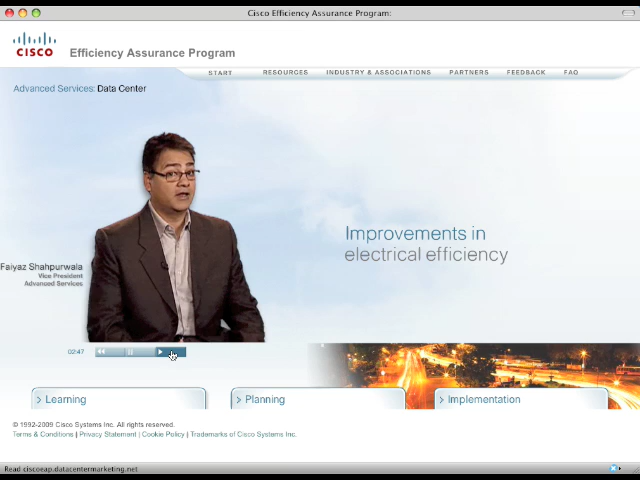 Cisco Efficiency Assurance Program:
CISCO
Efficiency Assurance Program
START RESOURCES INDUSTRY & ASSOCIATIONS PARTNERS FEEDBACK FAQ
Advanced Services: Data Center
Improvements in
electrical efficiency
Faiyaz Shahpurwala
Vice President
Advanced Services
02:47
> Learning
> Planning
> Implementation
© 1992-2009 Cisco Systems Inc. All rights reserved.
Terms & Conditions | Privacy Statement | Cookie Policy | Trademarks of Cisco Systems Inc.
Read ciscoeap.datacentermarketing.net